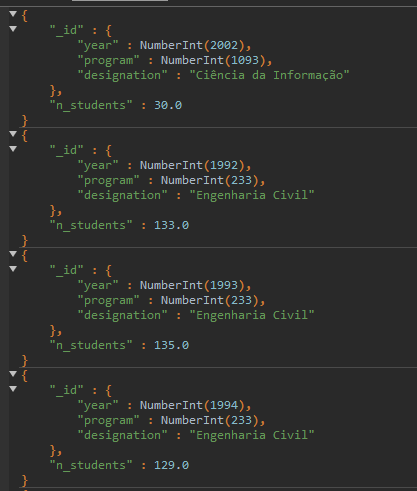 {
"_id" : {
"year" : NumberInt(2002),
"program" : NumberInt(1093),
"designation" : "Ciência da Informação"
},
"n_students" : 30.0
}
{
"_id" : {
"year" : NumberInt(1992),
"program" : NumberInt(233),
"designation" : "Engenharia Civil"
},
"n_students" : 133.0
}
{
"_id" : {
"year" : NumberInt(1993),
"program" : NumberInt(233),
"designation" : "Engenharia Civil"
},
"n_students" : 135.0
}
{
"_id" : {
"year" : NumberInt(1994),
"program" : NumberInt(233),
"designation" : "Engenharia Civil"
},
"n_students" : 129.0
}